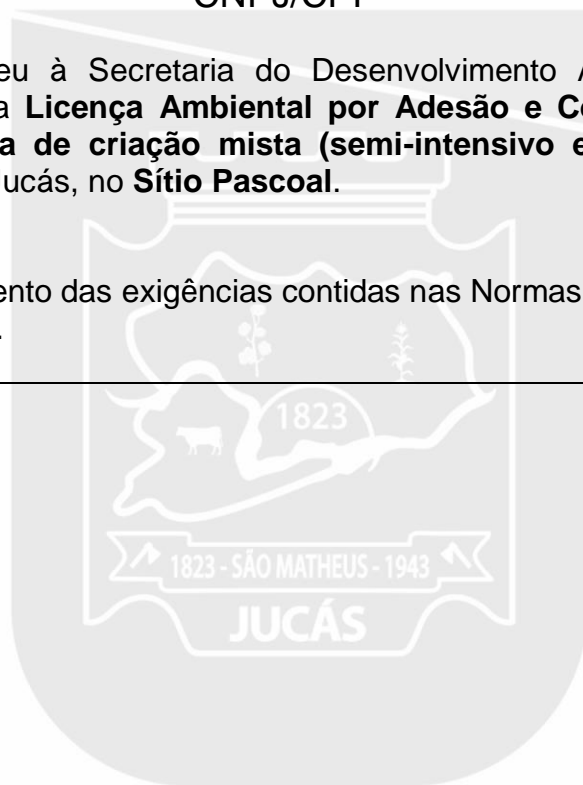 CNPJ/CPF
eu à Secretaria do Desenvolvimento A
a Licença Ambiental por Adesão e Co
a de criação mista (semi-intensivo e
ucás, no Sítio Pascoal.
ento das exigências contidas nas Normas
.
1823
1823 - SÃO MATHEUS - 1943
JUCÁS